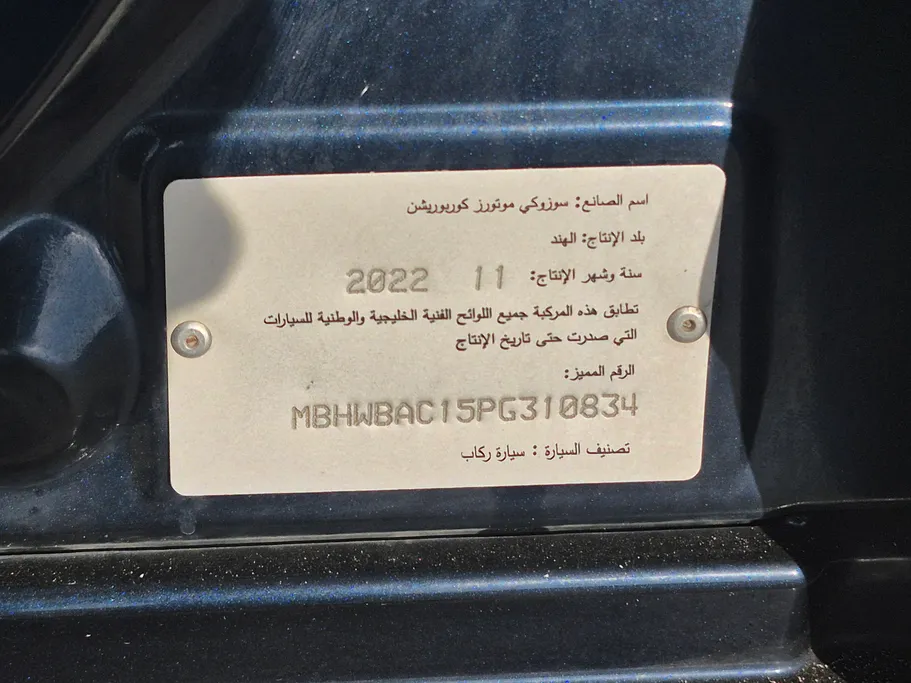 اسم الصانع: سوزوكي موتورز كوربوريشن
بلد الإنتاج: الهند
سنة وشهر الإنتاج: 11 2022
تطابق هذه المركبة جميع اللوائح الفنية الخليجية والوطنية للسيارات
التي صدرت حتى تاريخ الإنتاج
الرقم المميز:
MBHWBAC15PG310834
تصنيف السيارة : سيارة ركاب